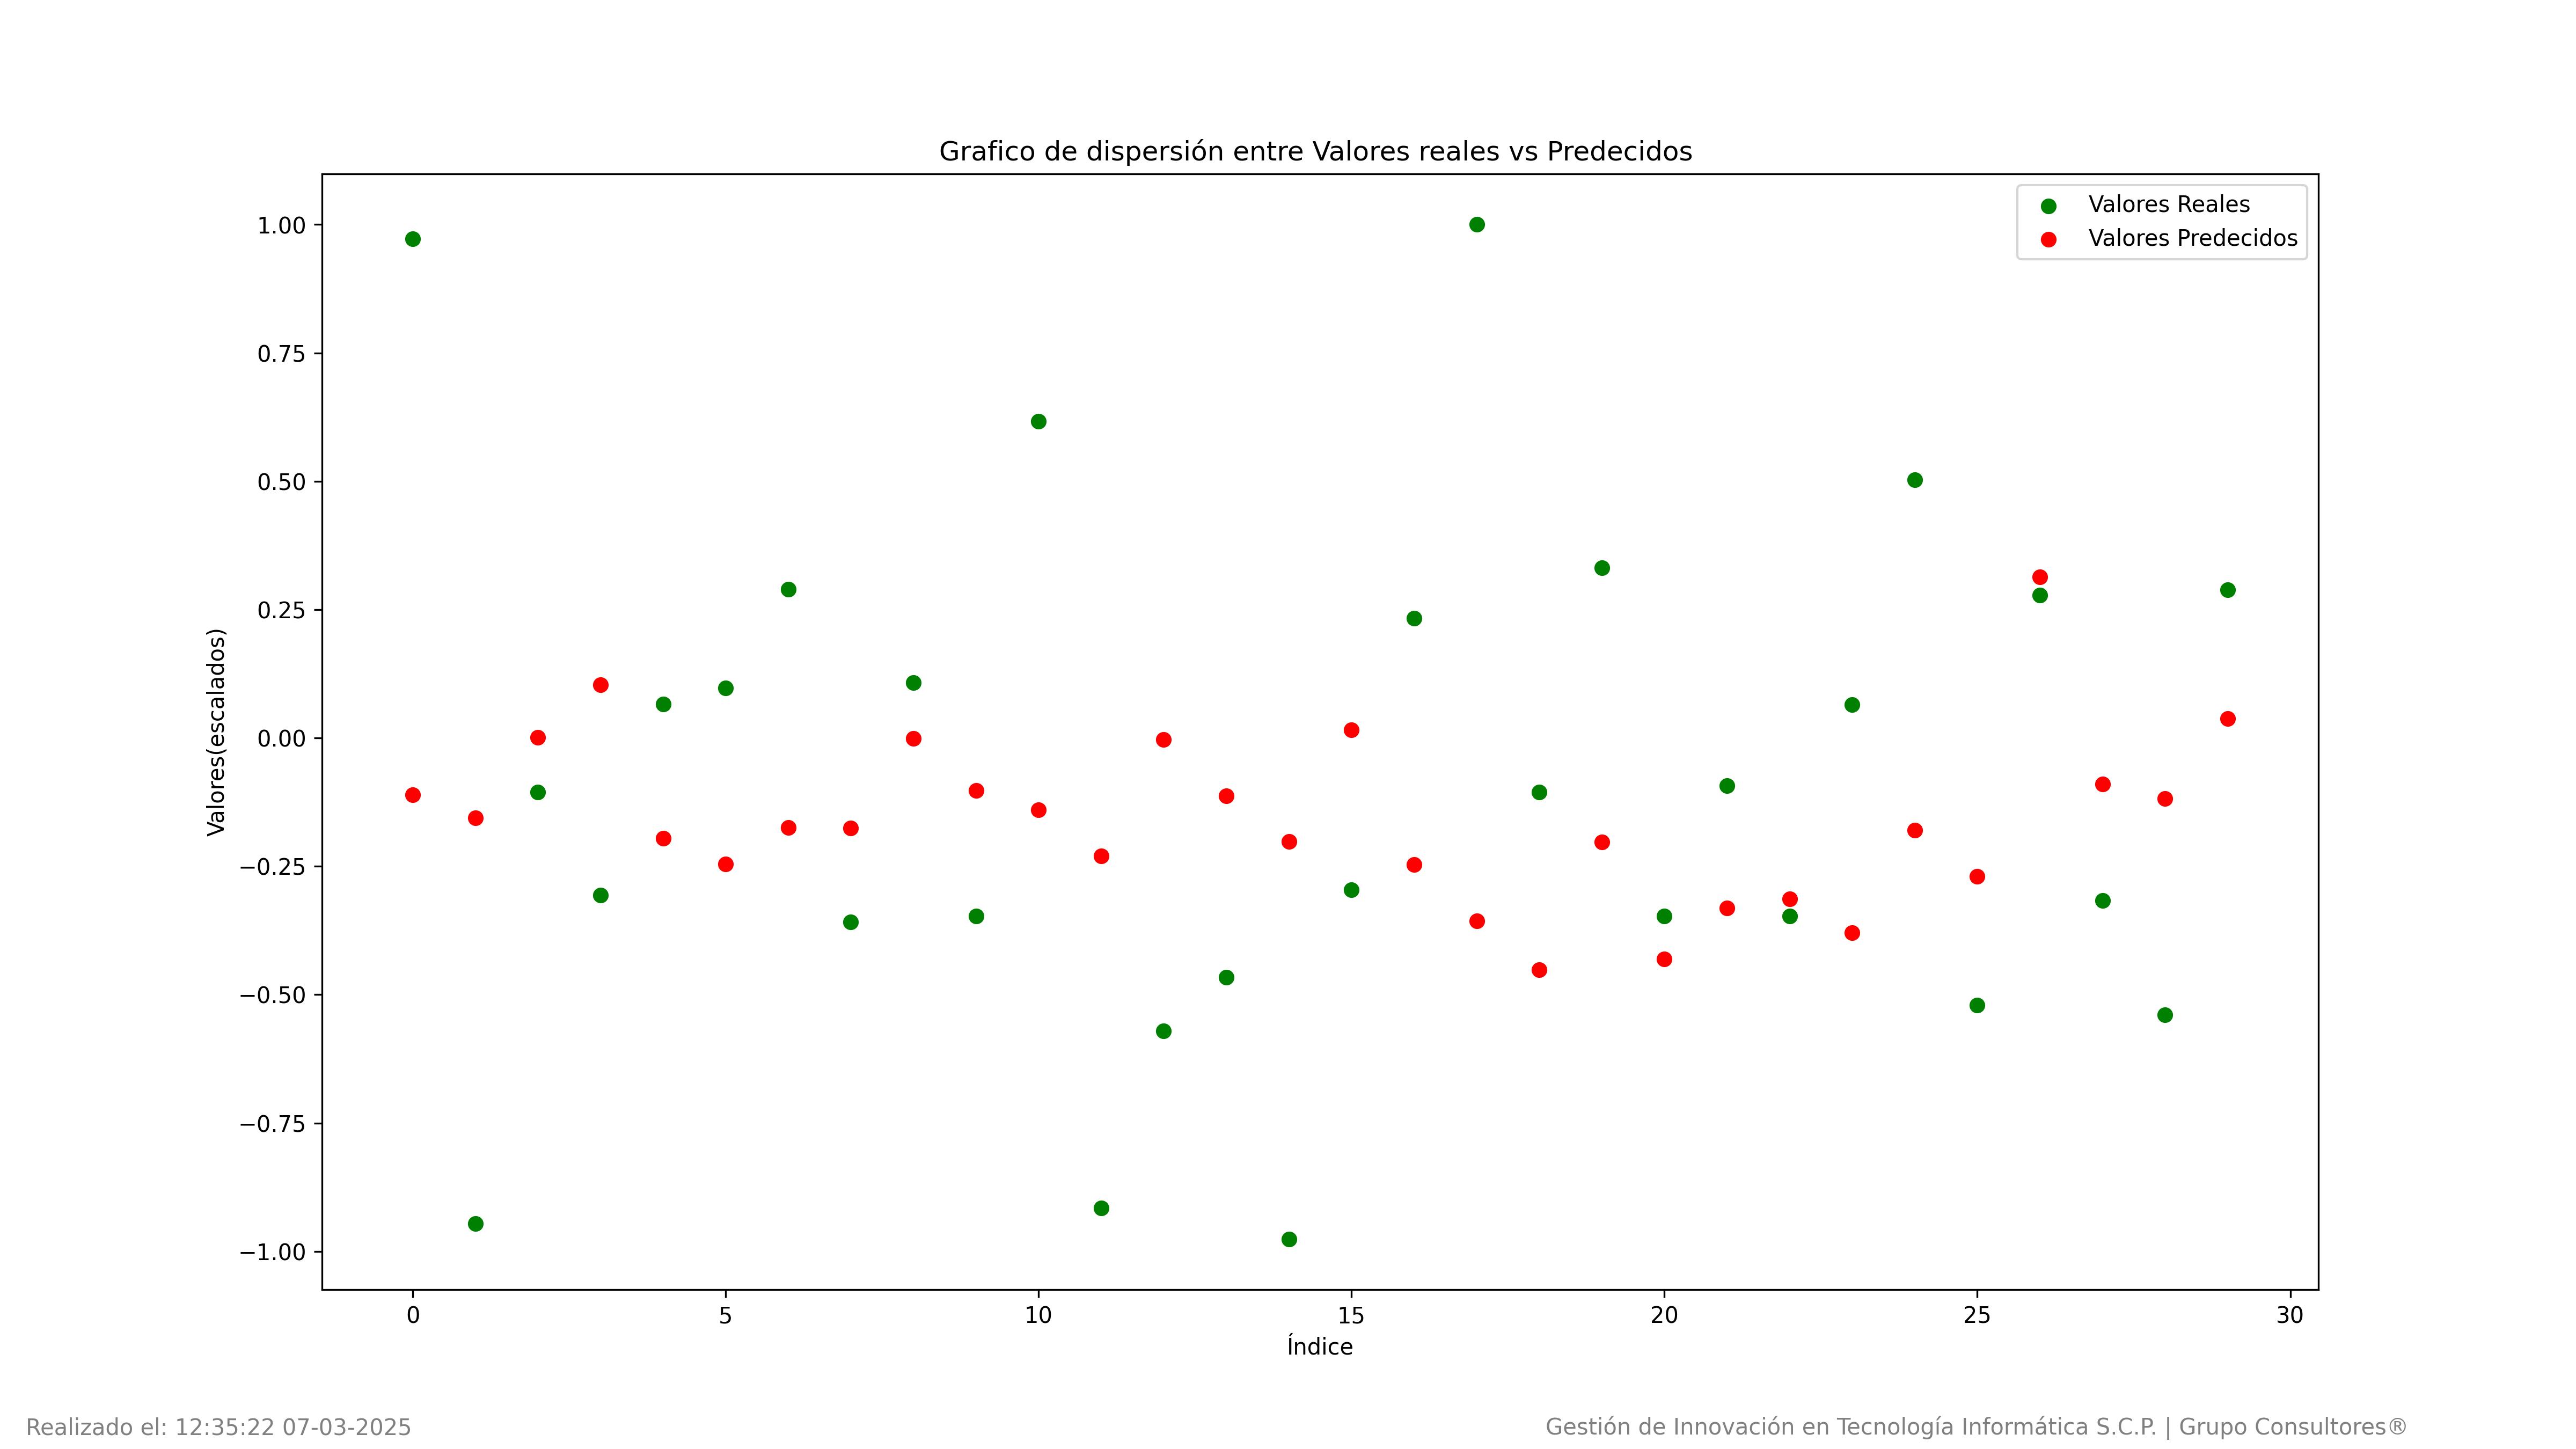 Grafico de dispersión entre Valores reales vs Predecidos
Valores Reales
Valores Predecidos
1.00
0.75
0.50
0.25
0.00
−0.25
−0.50
−0.75
−1.00
Valores(escalados)
0 5 10 15 20 25 30
Índice
Realizado el: 12:35:22 07-03-2025
Gestión de Innovación en Tecnología Informática S.C.P. | Grupo Consultores®